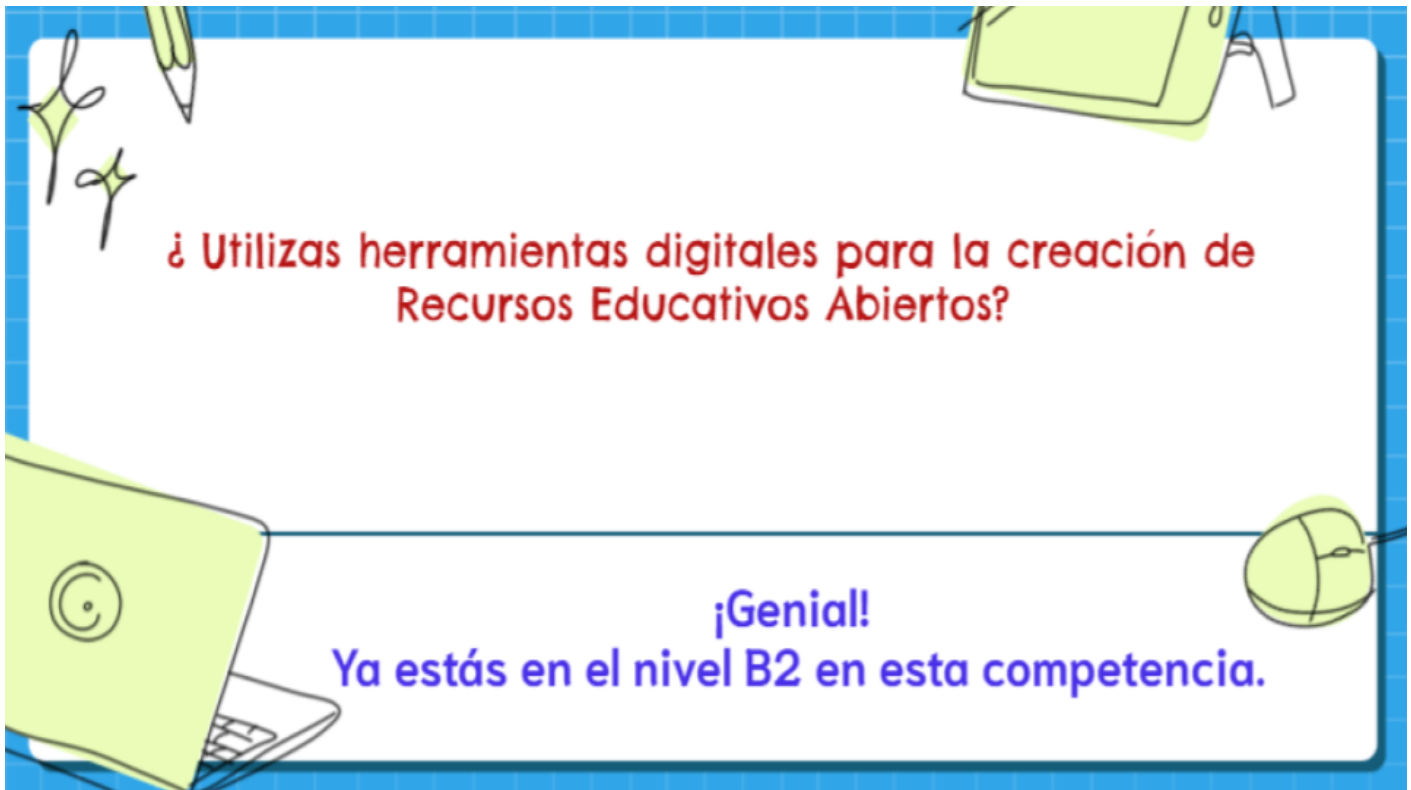 ¿ Utilizas herramientas digitales para la creación de
Recursos Educativos Abiertos?
¡Genial!
Ya estás en el nivel B2 en esta competencia.